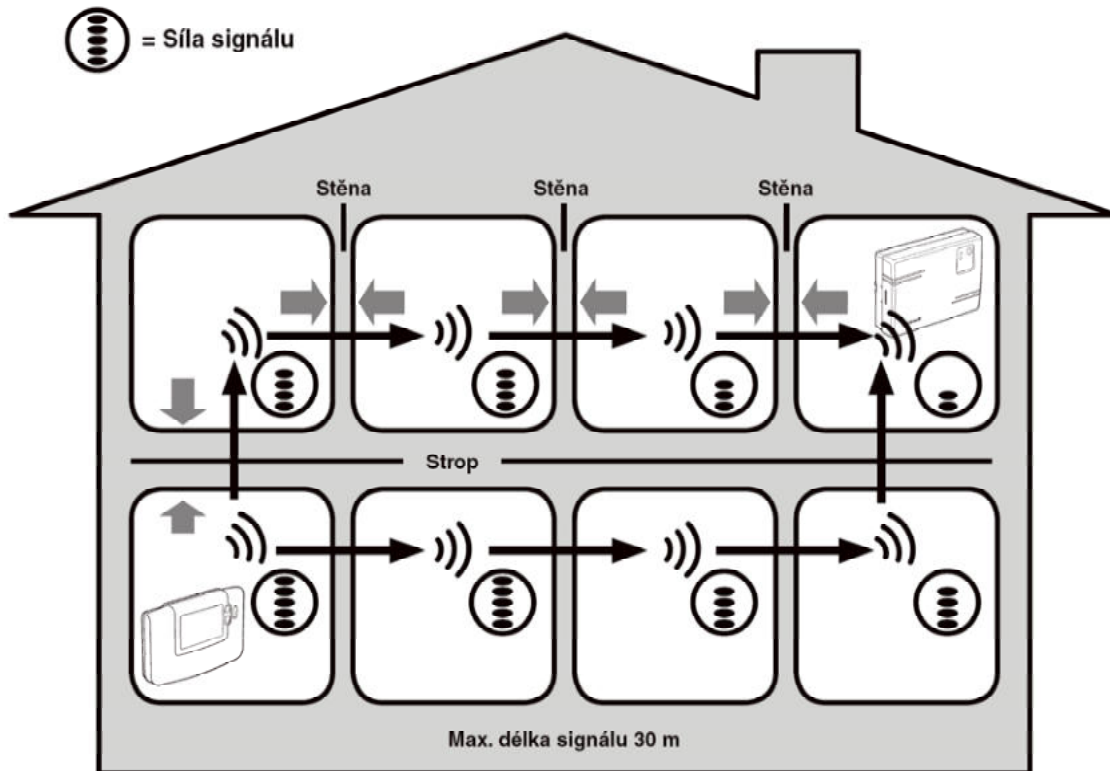 = Síla signálu
Stěna
Stěna
Stěna
Strop
Max. délka signálu 30 m